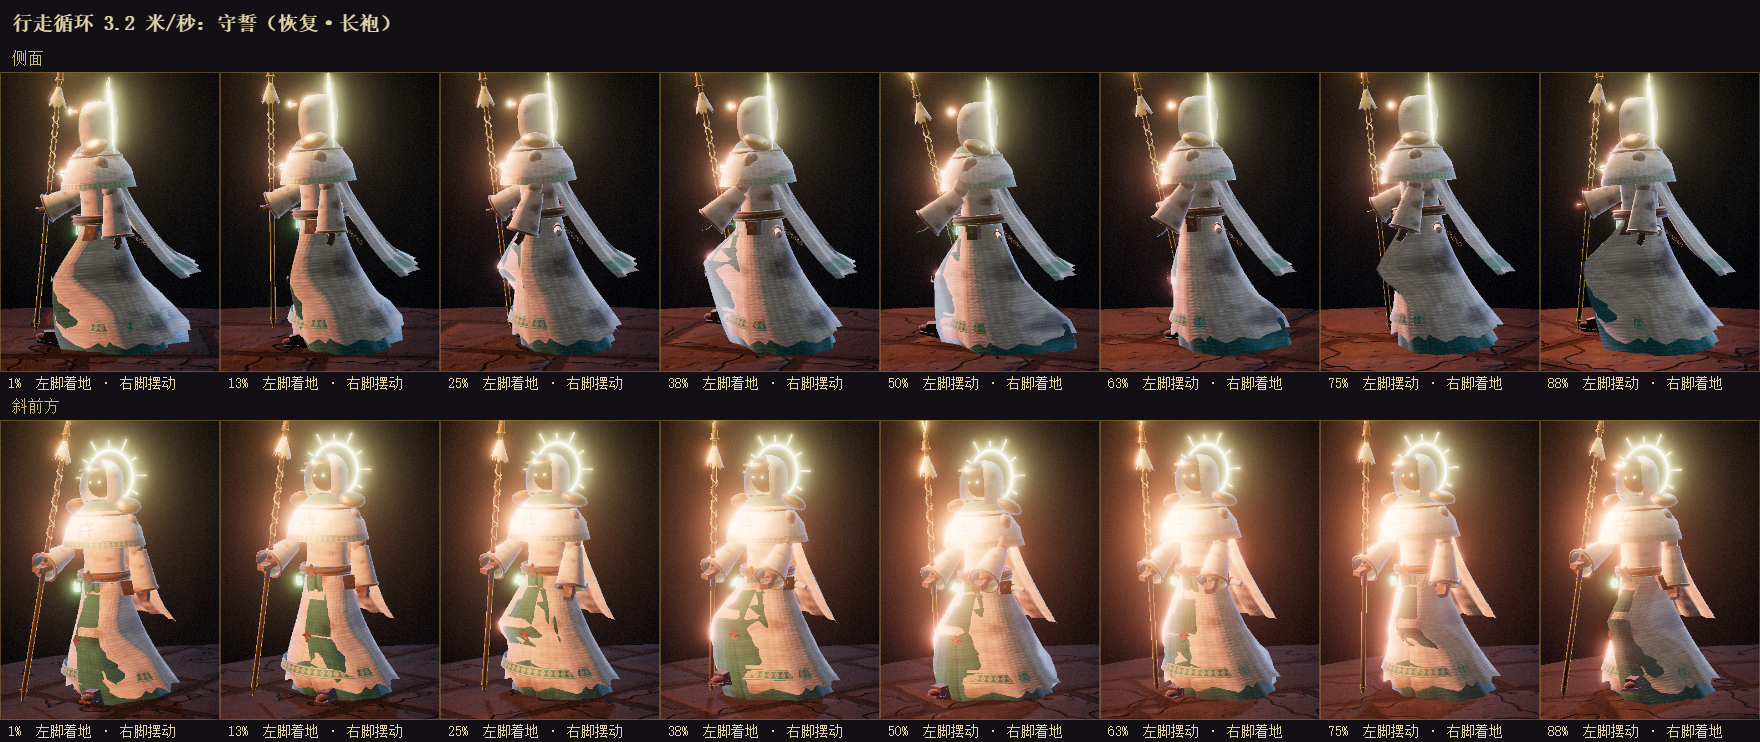 行走循环 3.2 米/秒: 守誓（恢复·长袍）
侧面
1% 左脚着地 · 右脚摆动
13% 左脚着地 · 右脚摆动
25% 左脚着地 · 右脚摆动
38% 左脚着地 · 右脚摆动
50% 左脚着地 · 右脚摆动
63% 左脚摆动 · 右脚着地
75% 左脚摆动 · 右脚着地
88% 左脚摆动 · 右脚着地
斜前方
1% 左脚着地 · 右脚摆动
13% 左脚着地 · 右脚摆动
25% 左脚着地 · 右脚摆动
38% 左脚着地 · 右脚摆动
50% 左脚着地 · 右脚摆动
63% 左脚摆动 · 右脚着地
75% 左脚摆动 · 右脚着地
88% 左脚摆动 · 右脚着地